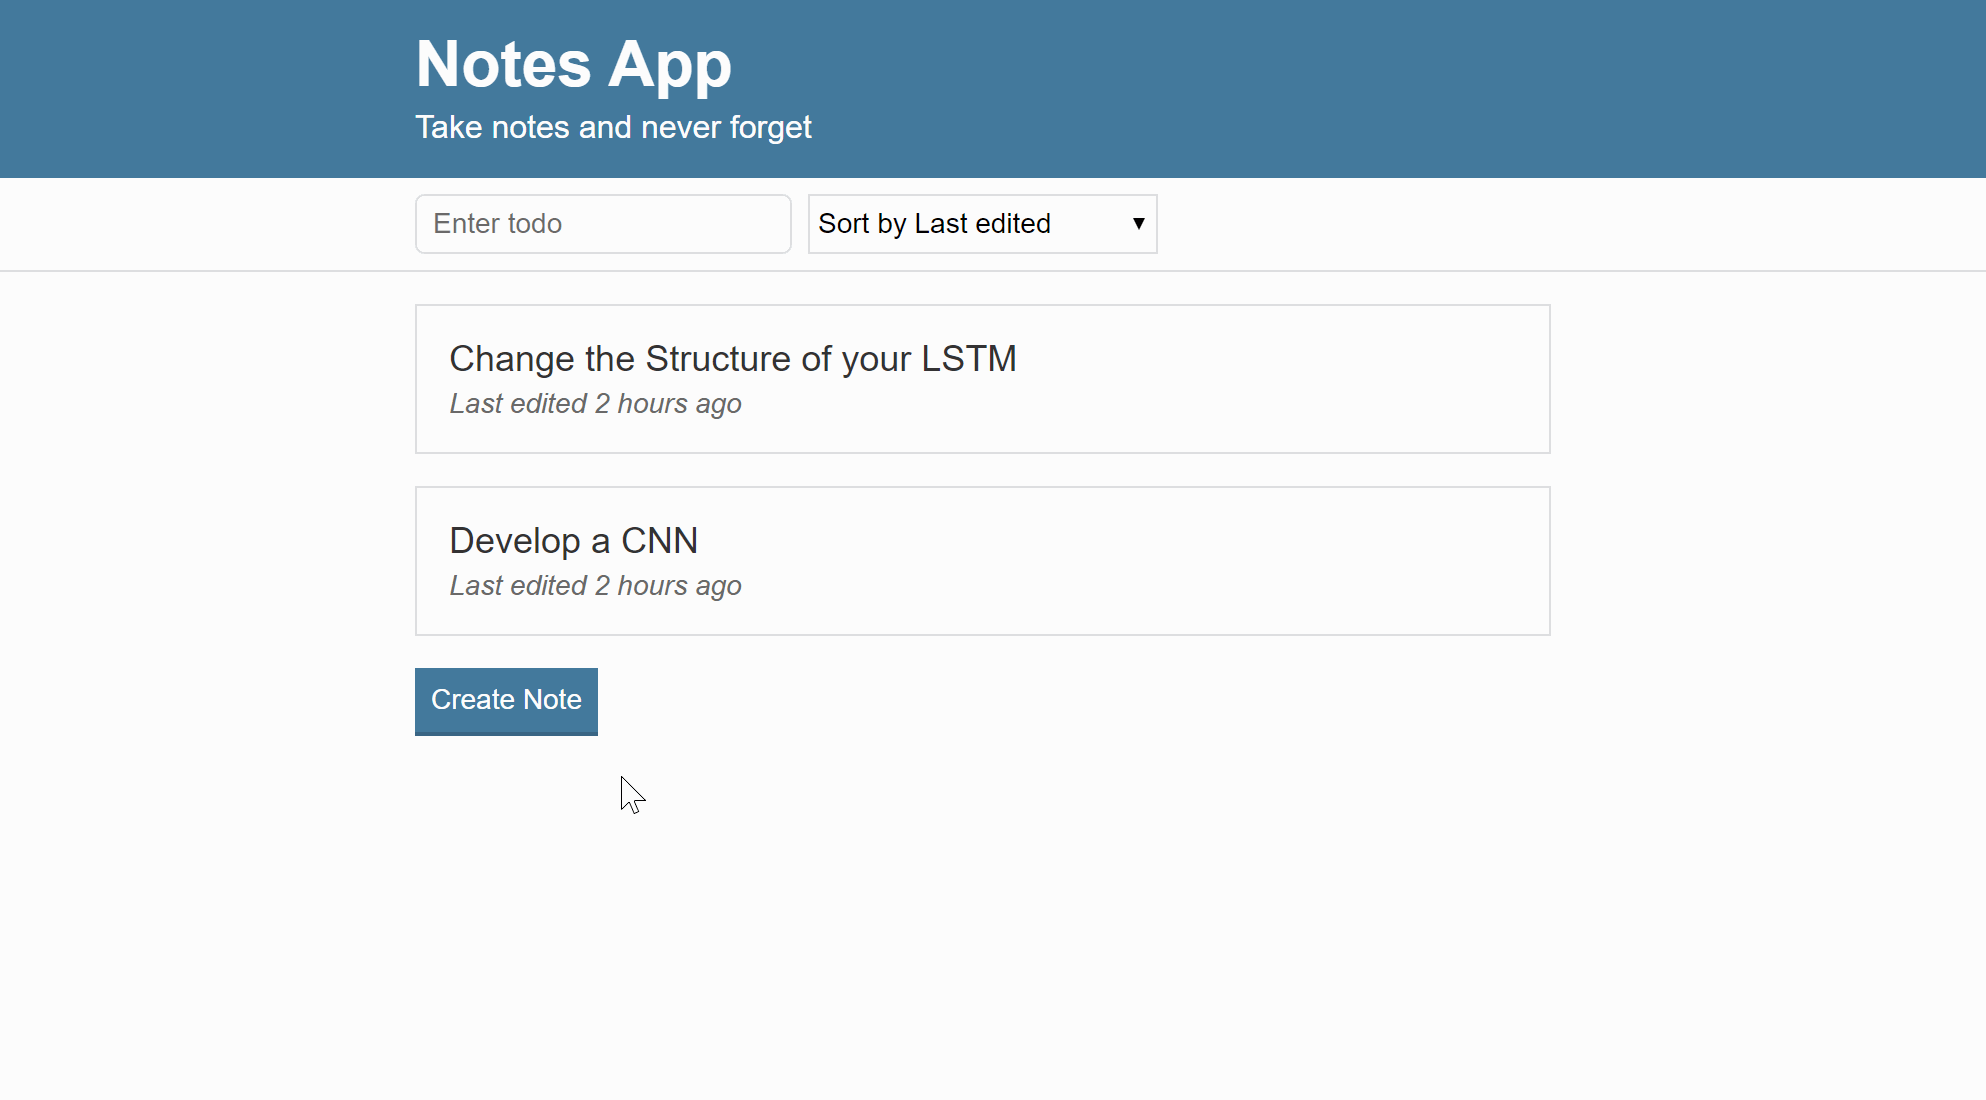 Notes App
Take notes and never forget
Enter todo
Sort by Last edited
Change the Structure of your LSTM
Last edited 2 hours ago
Develop a CNN
Last edited 2 hours ago
Create Note